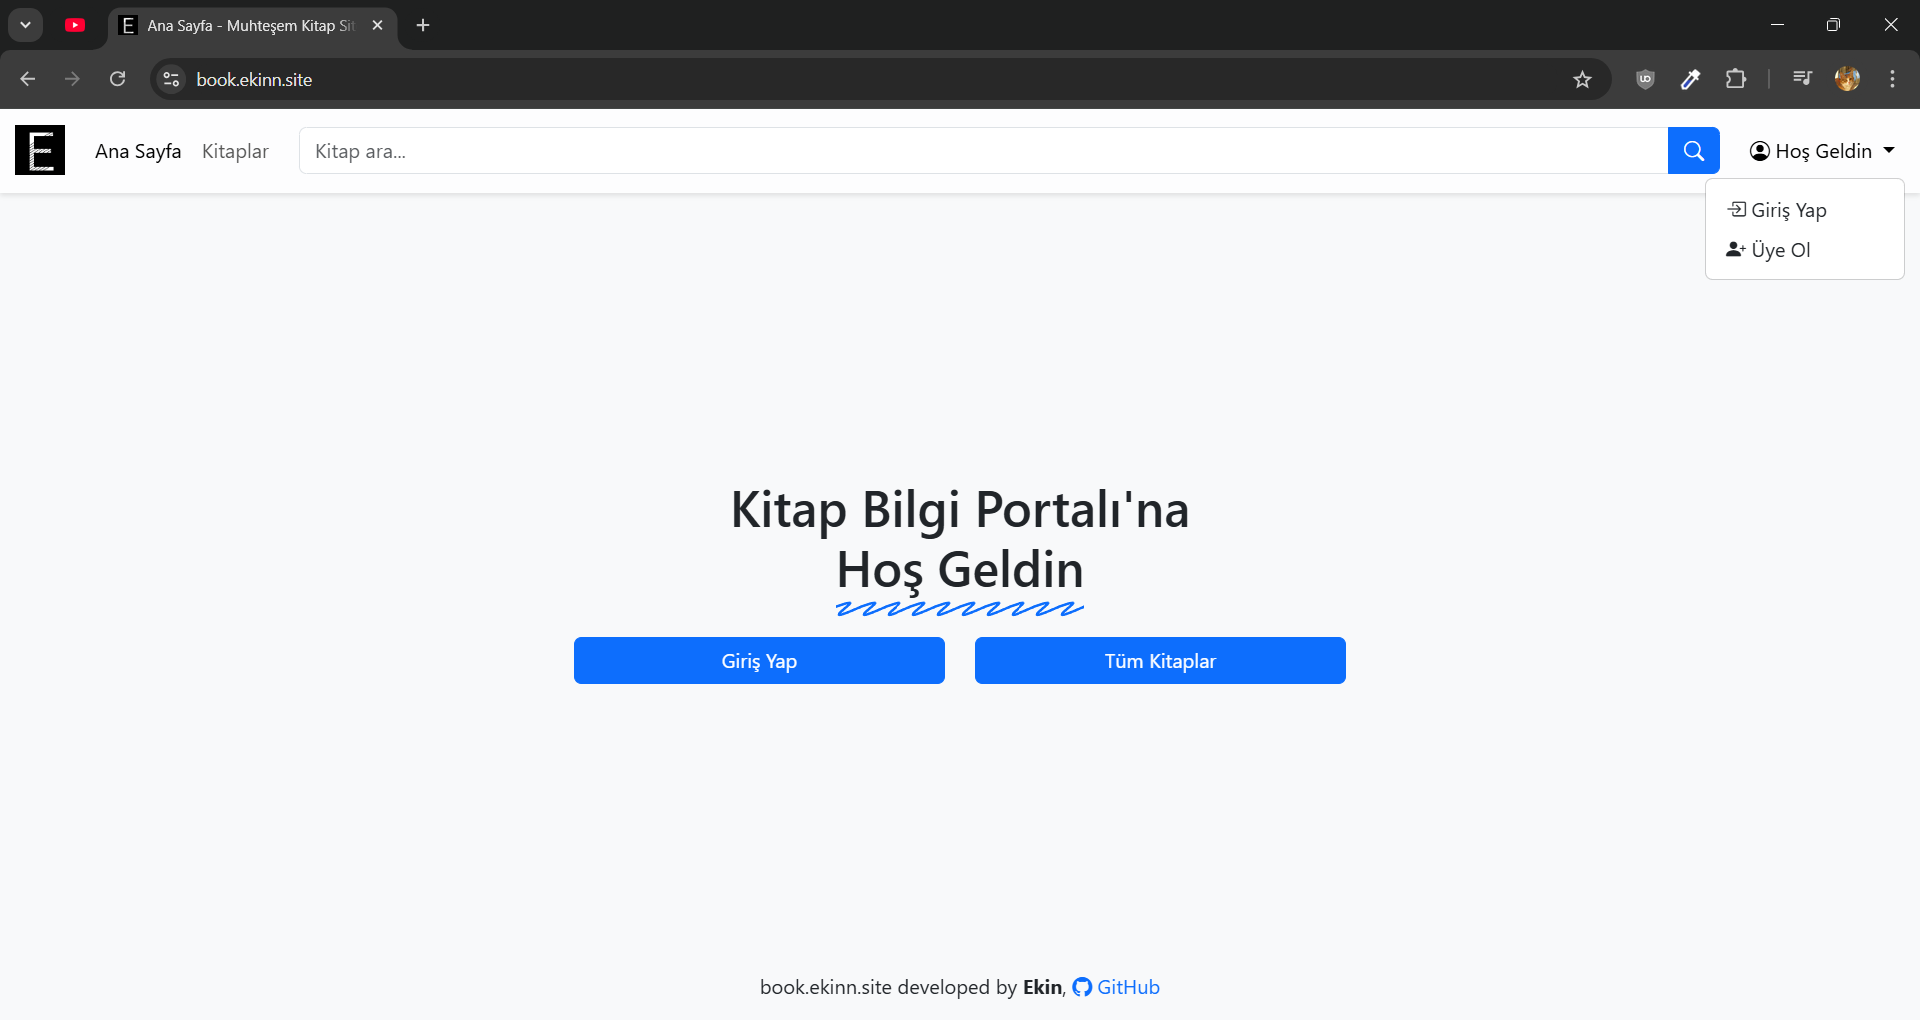 Ana Sayfa - Muhteşem Kitap Sit
book.ekinn.site
E
Ana Sayfa
Kitaplar
Kitap ara...
Hoş Geldin
Giriş Yap
Üye Ol
Kitap Bilgi Portalı'na
Hoş Geldin
Giriş Yap
Tüm Kitaplar
book.ekinn.site developed by Ekin, GitHub